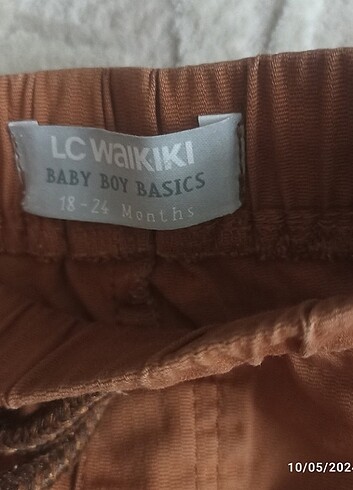 LC WAIKIKI
BABY BOY BASICS
18-24 Months
10/05/202